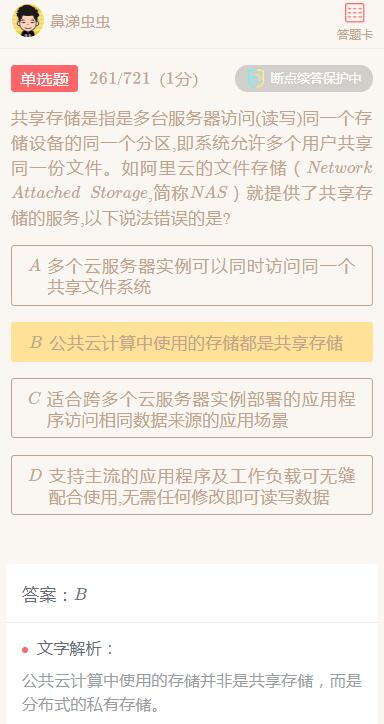 鼻涕虫虫
答题卡
单选题 261/721 (1分) 断点续答保护中
共享存储是指是多台服务器访问(读写)同一个存
储设备的同一个分区,即系统允许多个用户共享
同一份文件。如阿里云的文件存储（Network
Attached Storage,简称NAS）就提供了共享存
储的服务,以下说法错误的是?
A 多个云服务器实例可以同时访问同一个
共享文件系统
B 公共云计算中使用的存储都是共享存储
C 适合跨多个云服务器实例部署的应用程
序访问相同数据来源的应用场景
D 支持主流的应用程序及工作负载可无缝
配合使用,无需任何修改即可读写数据
答案：B
文字解析：
公共云计算中使用的存储并非是共享存储，而是
分布式的私有存储。